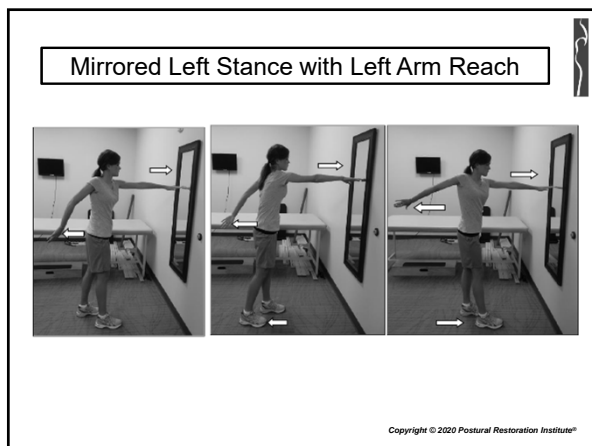 Mirrored Left Stance with Left Arm Reach
Copyright © 2020 Postural Restoration Institute®